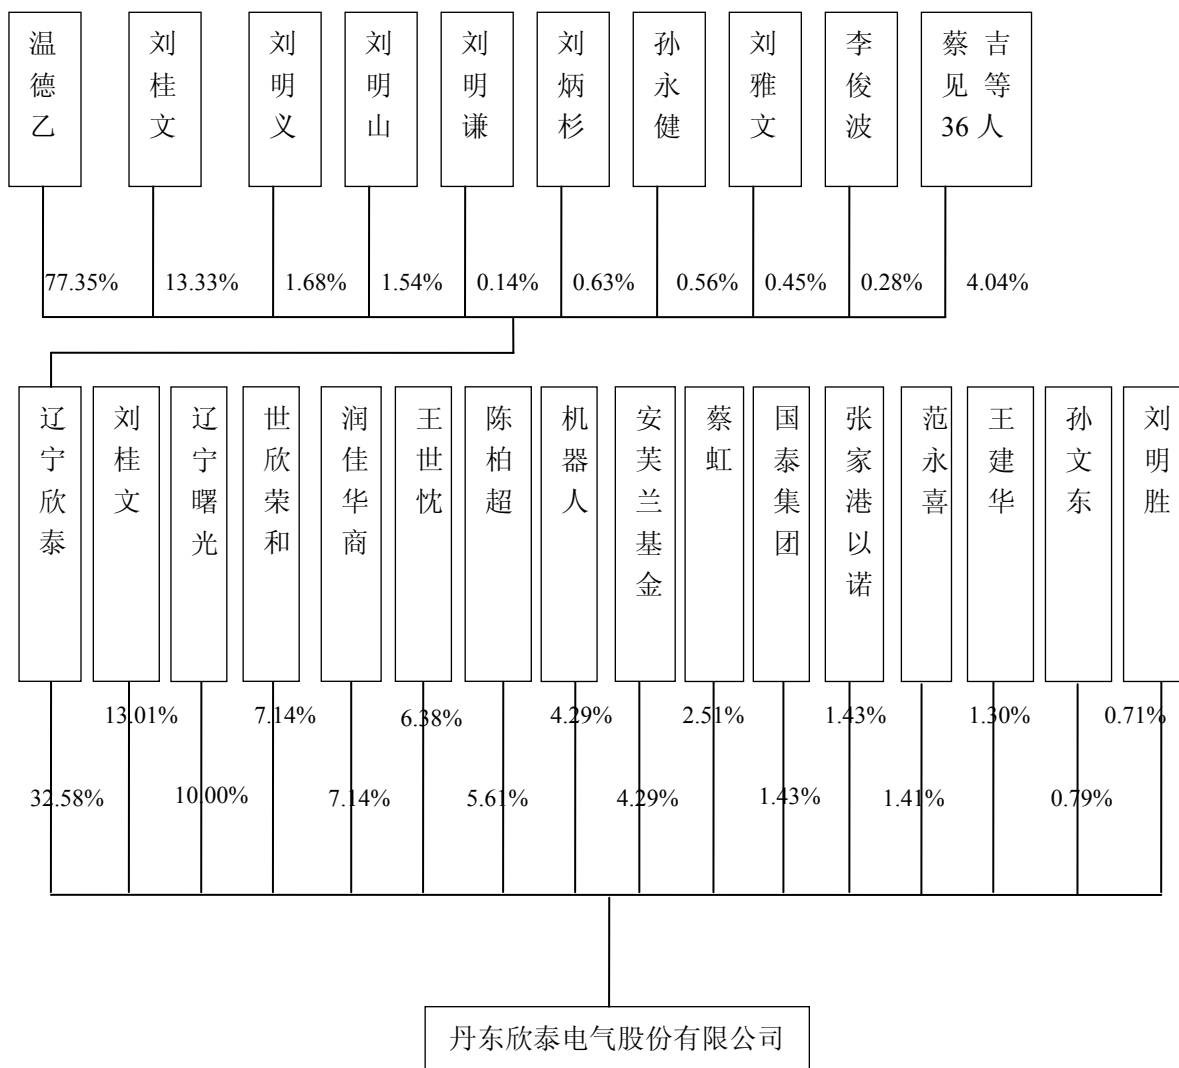 温德乙
刘桂文
刘明义
刘明山
刘明谦
刘炳杉
孙永健
刘雅文
李俊波
蔡吉
见等
36 人
77.35%
13.33%
1.68%
1.54%
0.14%
0.63%
0.56%
0.45%
0.28%
4.04%
辽宁欣泰
刘桂文
辽宁曙光
世欣荣和
润佳华商
王世忱
陈柏超
机器人
安芙兰基金
蔡虹
国泰集团
张家港以诺
范永喜
王建华
孙文东
刘明胜
13.01%
7.14%
6.38%
4.29%
2.51%
1.43%
1.30%
0.71%
32.58%
10.00%
7.14%
5.61%
4.29%
1.43%
1.41%
0.79%
丹东欣泰电气股份有限公司